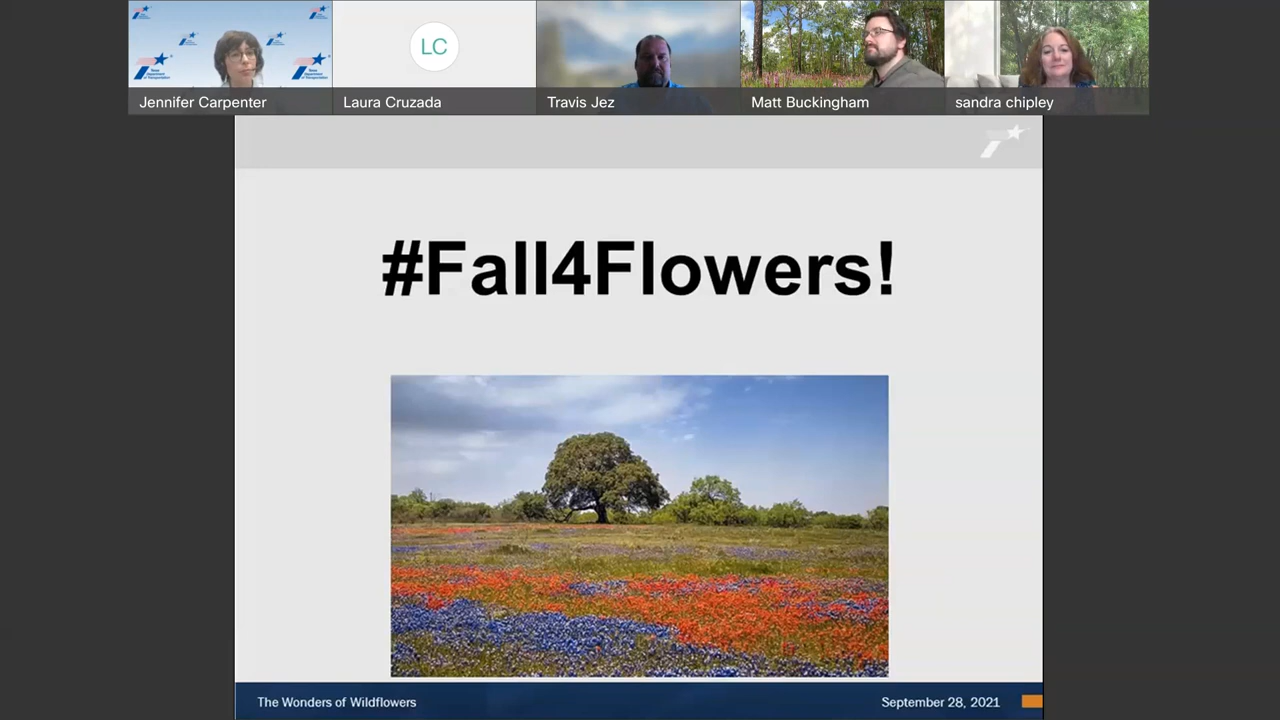 LC
Jennifer Carpenter
Laura Cruzada
Travis Jez
Matt Buckingham
sandra chipley
#Fall4Flowers!
The Wonders of Wildflowers
September 28, 2021